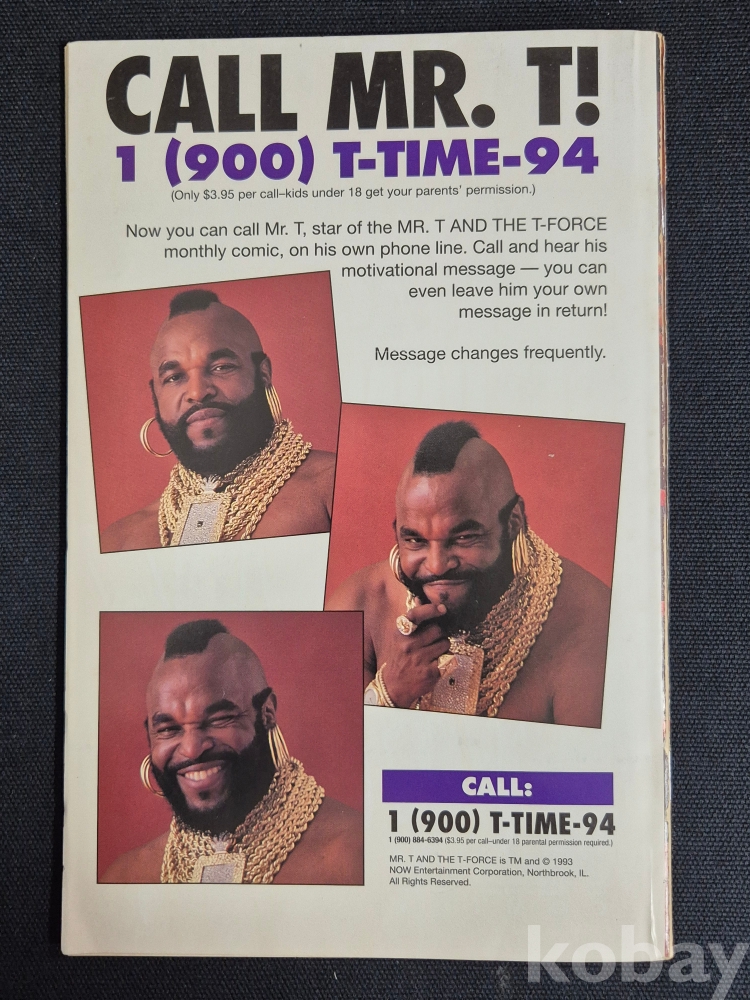 CALL MR. T!
1 (900) T-TIME-94
(Only $3.95 per call–kids under 18 get your parents' permission.)
Now you can call Mr. T, star of the MR. T AND THE T-FORCE
monthly comic, on his own phone line. Call and hear his
motivational message — you can
even leave him your own
message in return!
Message changes frequently.
CALL:
1 (900) T-TIME-94
1 (900) 884-6394 ($3.95 per call–under 18 parental permission required.)
MR. T AND THE T-FORCE is TM and © 1993
NOW Entertainment Corporation, Northbrook, IL.
All Rights Reserved.
kobay